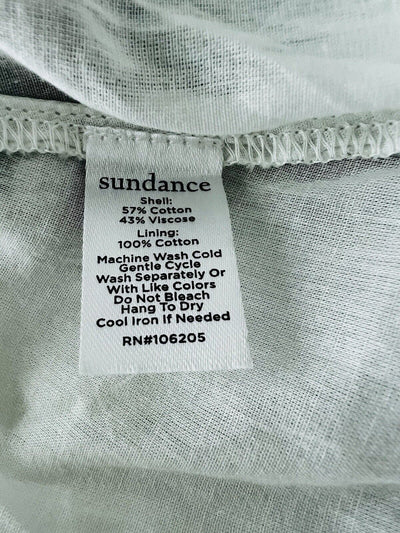 sundance
Shell:
57% Cotton
43% Viscose
Lining:
100% Cotton
Machine Wash Cold
Gentle Cycle
Wash Separately Or
With Like Colors
Do Not Bleach
Hang To Dry
Cool Iron if Needed
RN#106205